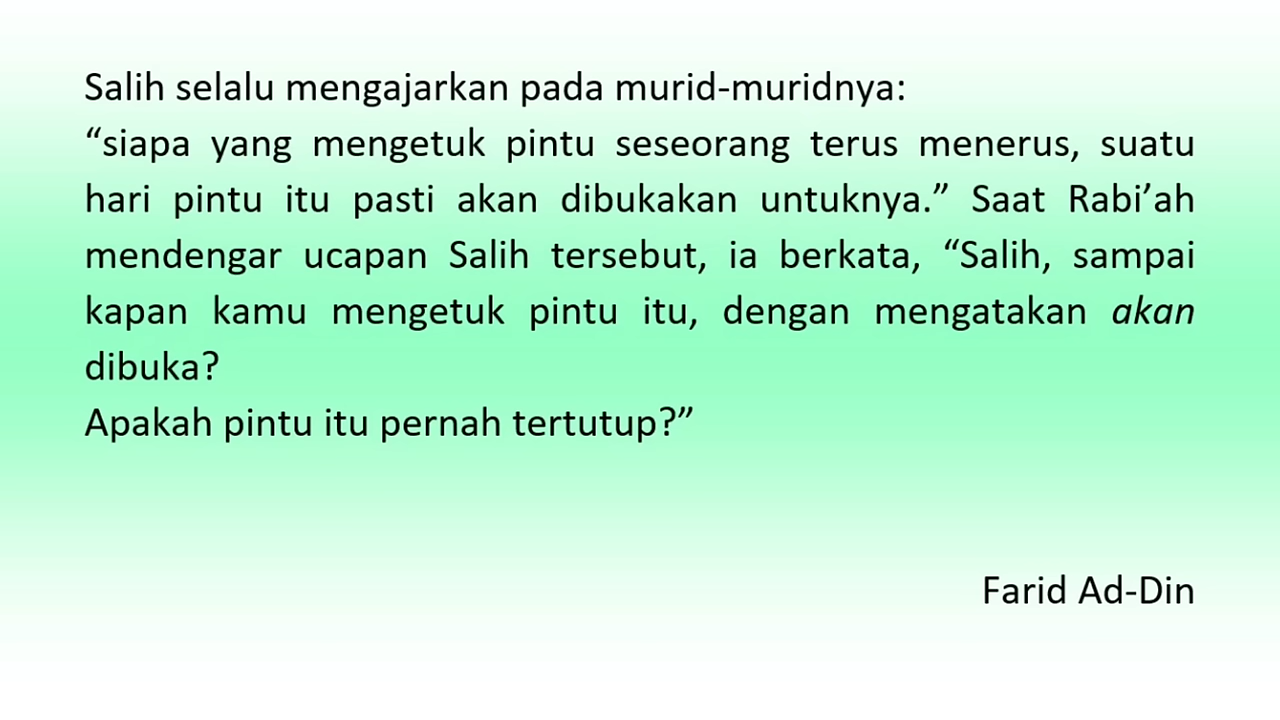 Salih selalu mengajarkan pada murid-muridnya:
“siapa yang mengetuk pintu seseorang terus menerus, suatu
hari pintu itu pasti akan dibukakan untuknya.” Saat Rabi’ah
mendengar ucapan Salih tersebut, ia berkata, “Salih, sampai
kapan kamu mengetuk pintu itu, dengan mengatakan akan
dibuka?
Apakah pintu itu pernah tertutup?”
Farid Ad-Din